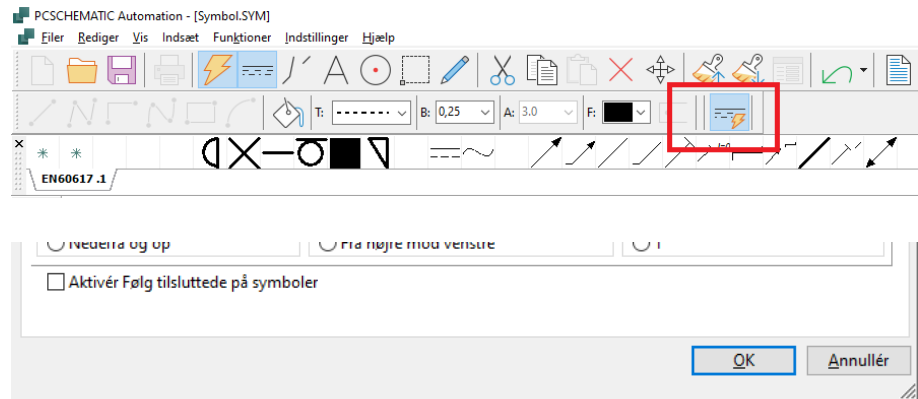 PCSCHEMATIC Automation - [Symbol.SYM]
Filer Rediger Vis Indsæt Funktioner Indstillinger Hjælp
T: B: 0,25 A: 3.0 F:
EN60617 .1
Nedefra og op Fra højre mod venstre 1
Aktivér Følg tilsluttede på symboler
OK Annullér